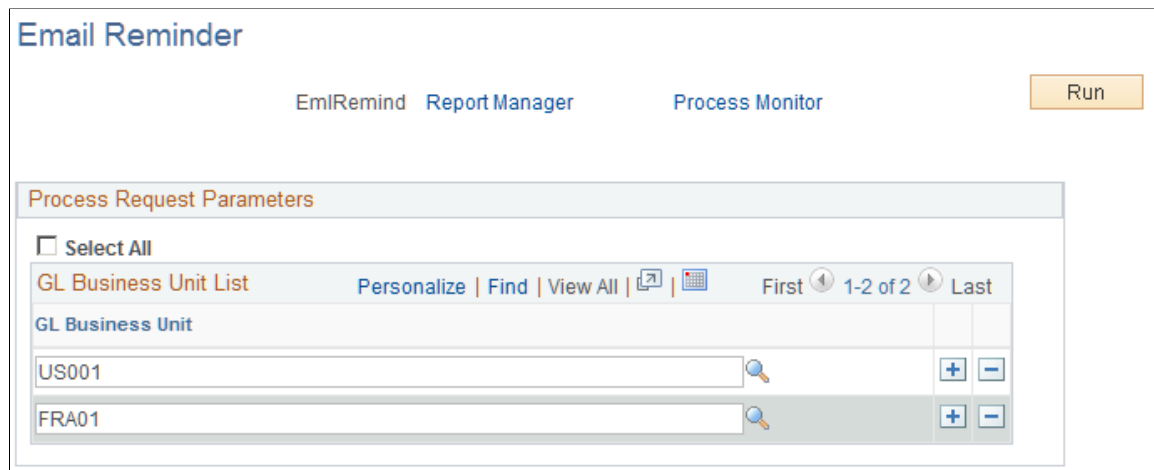 Email Reminder
EmlRemind Report Manager Process Monitor Run
Process Request Parameters
Select All
GL Business Unit List Personalize | Find | View All | | First 1-2 of 2 Last
GL Business Unit
US001
FRA01